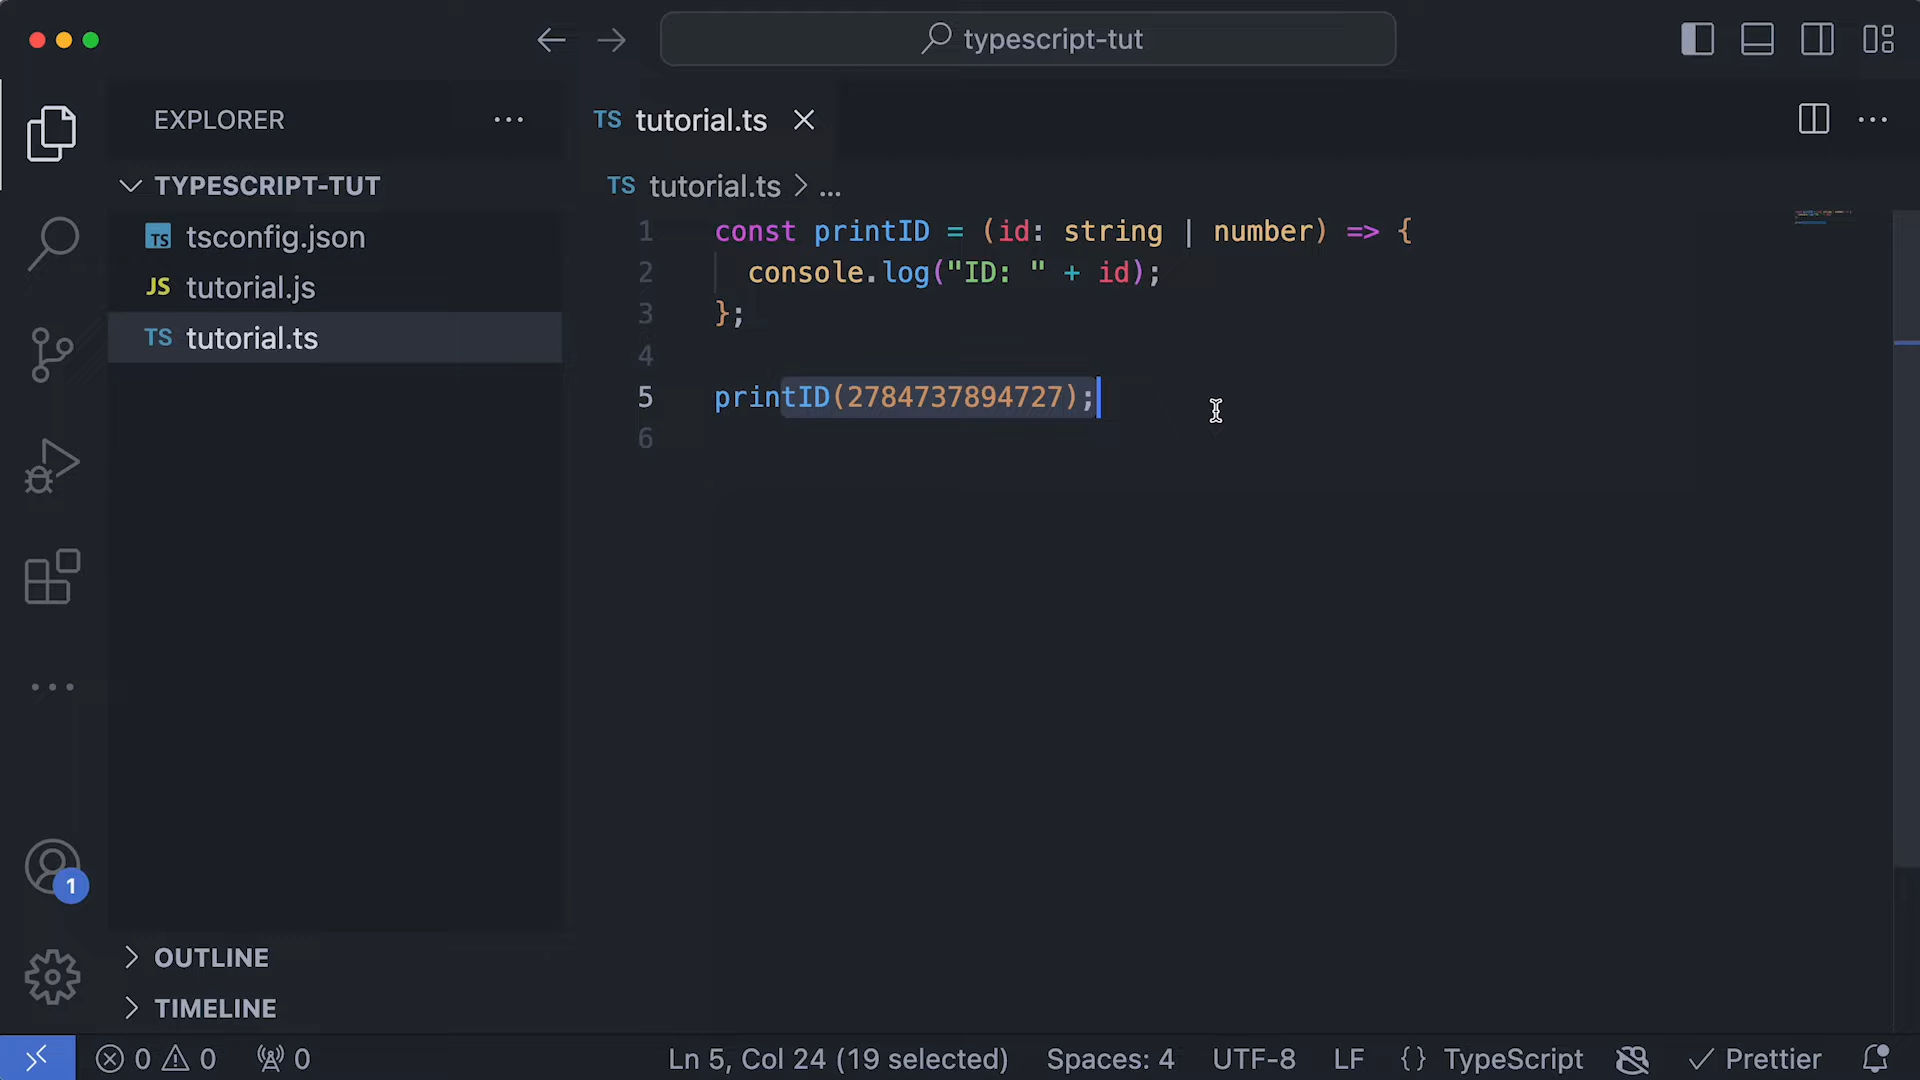 typescript-tut
EXPLORER
TS tutorial.ts
TYPESCRIPT-TUT
TS tutorial.ts > ...
TS tsconfig.json
JS tutorial.js
TS tutorial.ts
1 const printID = (id: string | number) => {
2 console.log("ID: " + id);
3 };
4
5 printID(2784737894727);
6
1
OUTLINE
TIMELINE
0 0 0 Ln 5, Col 24 (19 selected) Spaces: 4 UTF-8 LF {} TypeScript Prettier